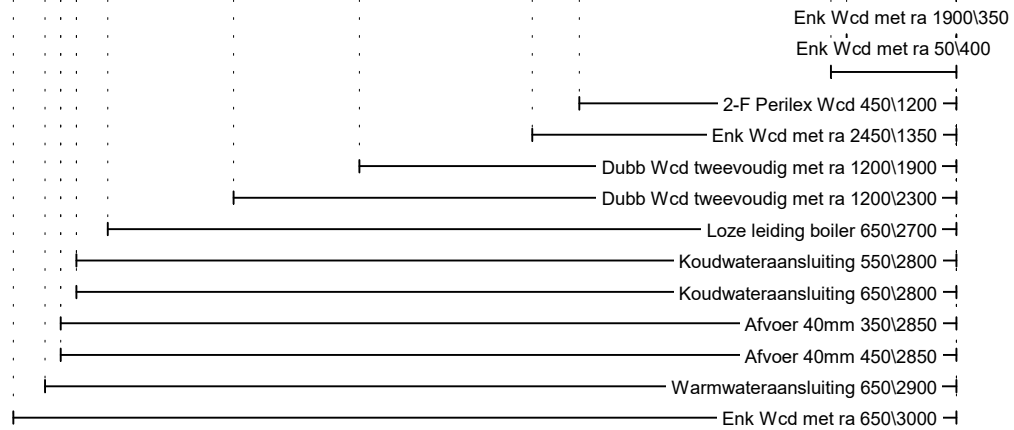 Enk Wcd met ra 1900\350
Enk Wcd met ra 50\400
2-F Perilex Wcd 450\1200
Enk Wcd met ra 2450\1350
Dubb Wcd tweevoudig met ra 1200\1900
Dubb Wcd tweevoudig met ra 1200\2300
Loze leiding boiler 650\2700
Koudwateraansluiting 550\2800
Koudwateraansluiting 650\2800
Afvoer 40mm 350\2850
Afvoer 40mm 450\2850
Warmwateraansluiting 650\2900
Enk Wcd met ra 650\3000